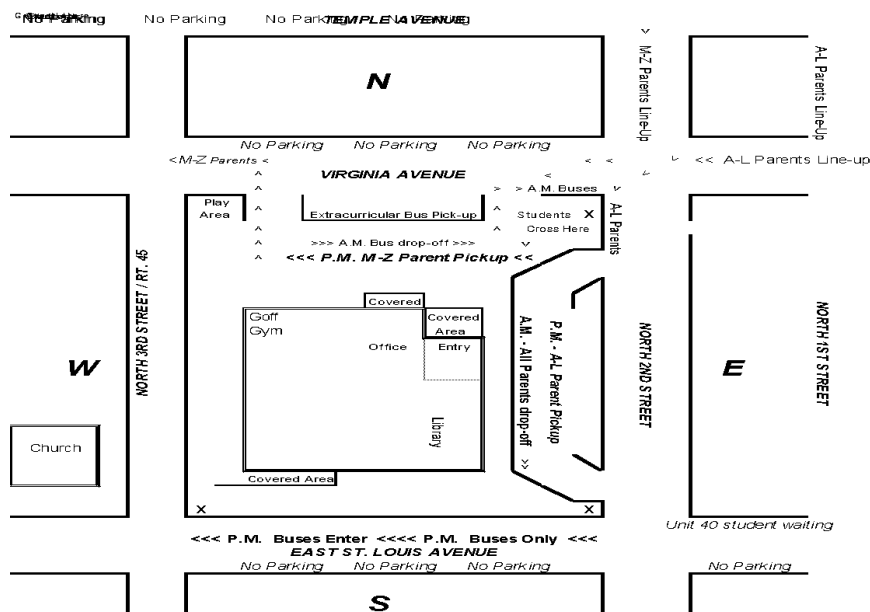 No Parking No Parking No Parking No Parking
TEMPLE AVENUE
N
M-Z Parents Line-Up
A-L Parents Line-Up
No Parking No Parking No Parking
<M-Z Parents <
<< A-L Parents Line-up
VIRGINIA AVENUE
> > A.M. Buses
Play
Area
Extracurricular Bus Pick-up
Students X
Cross Here
A-L Parents
>>> A.M. Bus drop-off >>>
<<< P.M. M-Z Parent Pickup < <
Covered
Goff
Gym
Covered
Area
Office
Entry
Library
A.M. - All Parents drop-off >>
P.M. - A-L Parent Pickup
NORTH 3RD STREET / RT. 45
NORTH 2ND STREET
NORTH 1ST STREET
W
E
Church
Covered Area
X X
Unit 40 student waiting
<<< P.M. Buses Enter <<<< P.M. Buses Only <<<
EAST ST. LOUIS AVENUE
No Parking No Parking No Parking No Parking
S